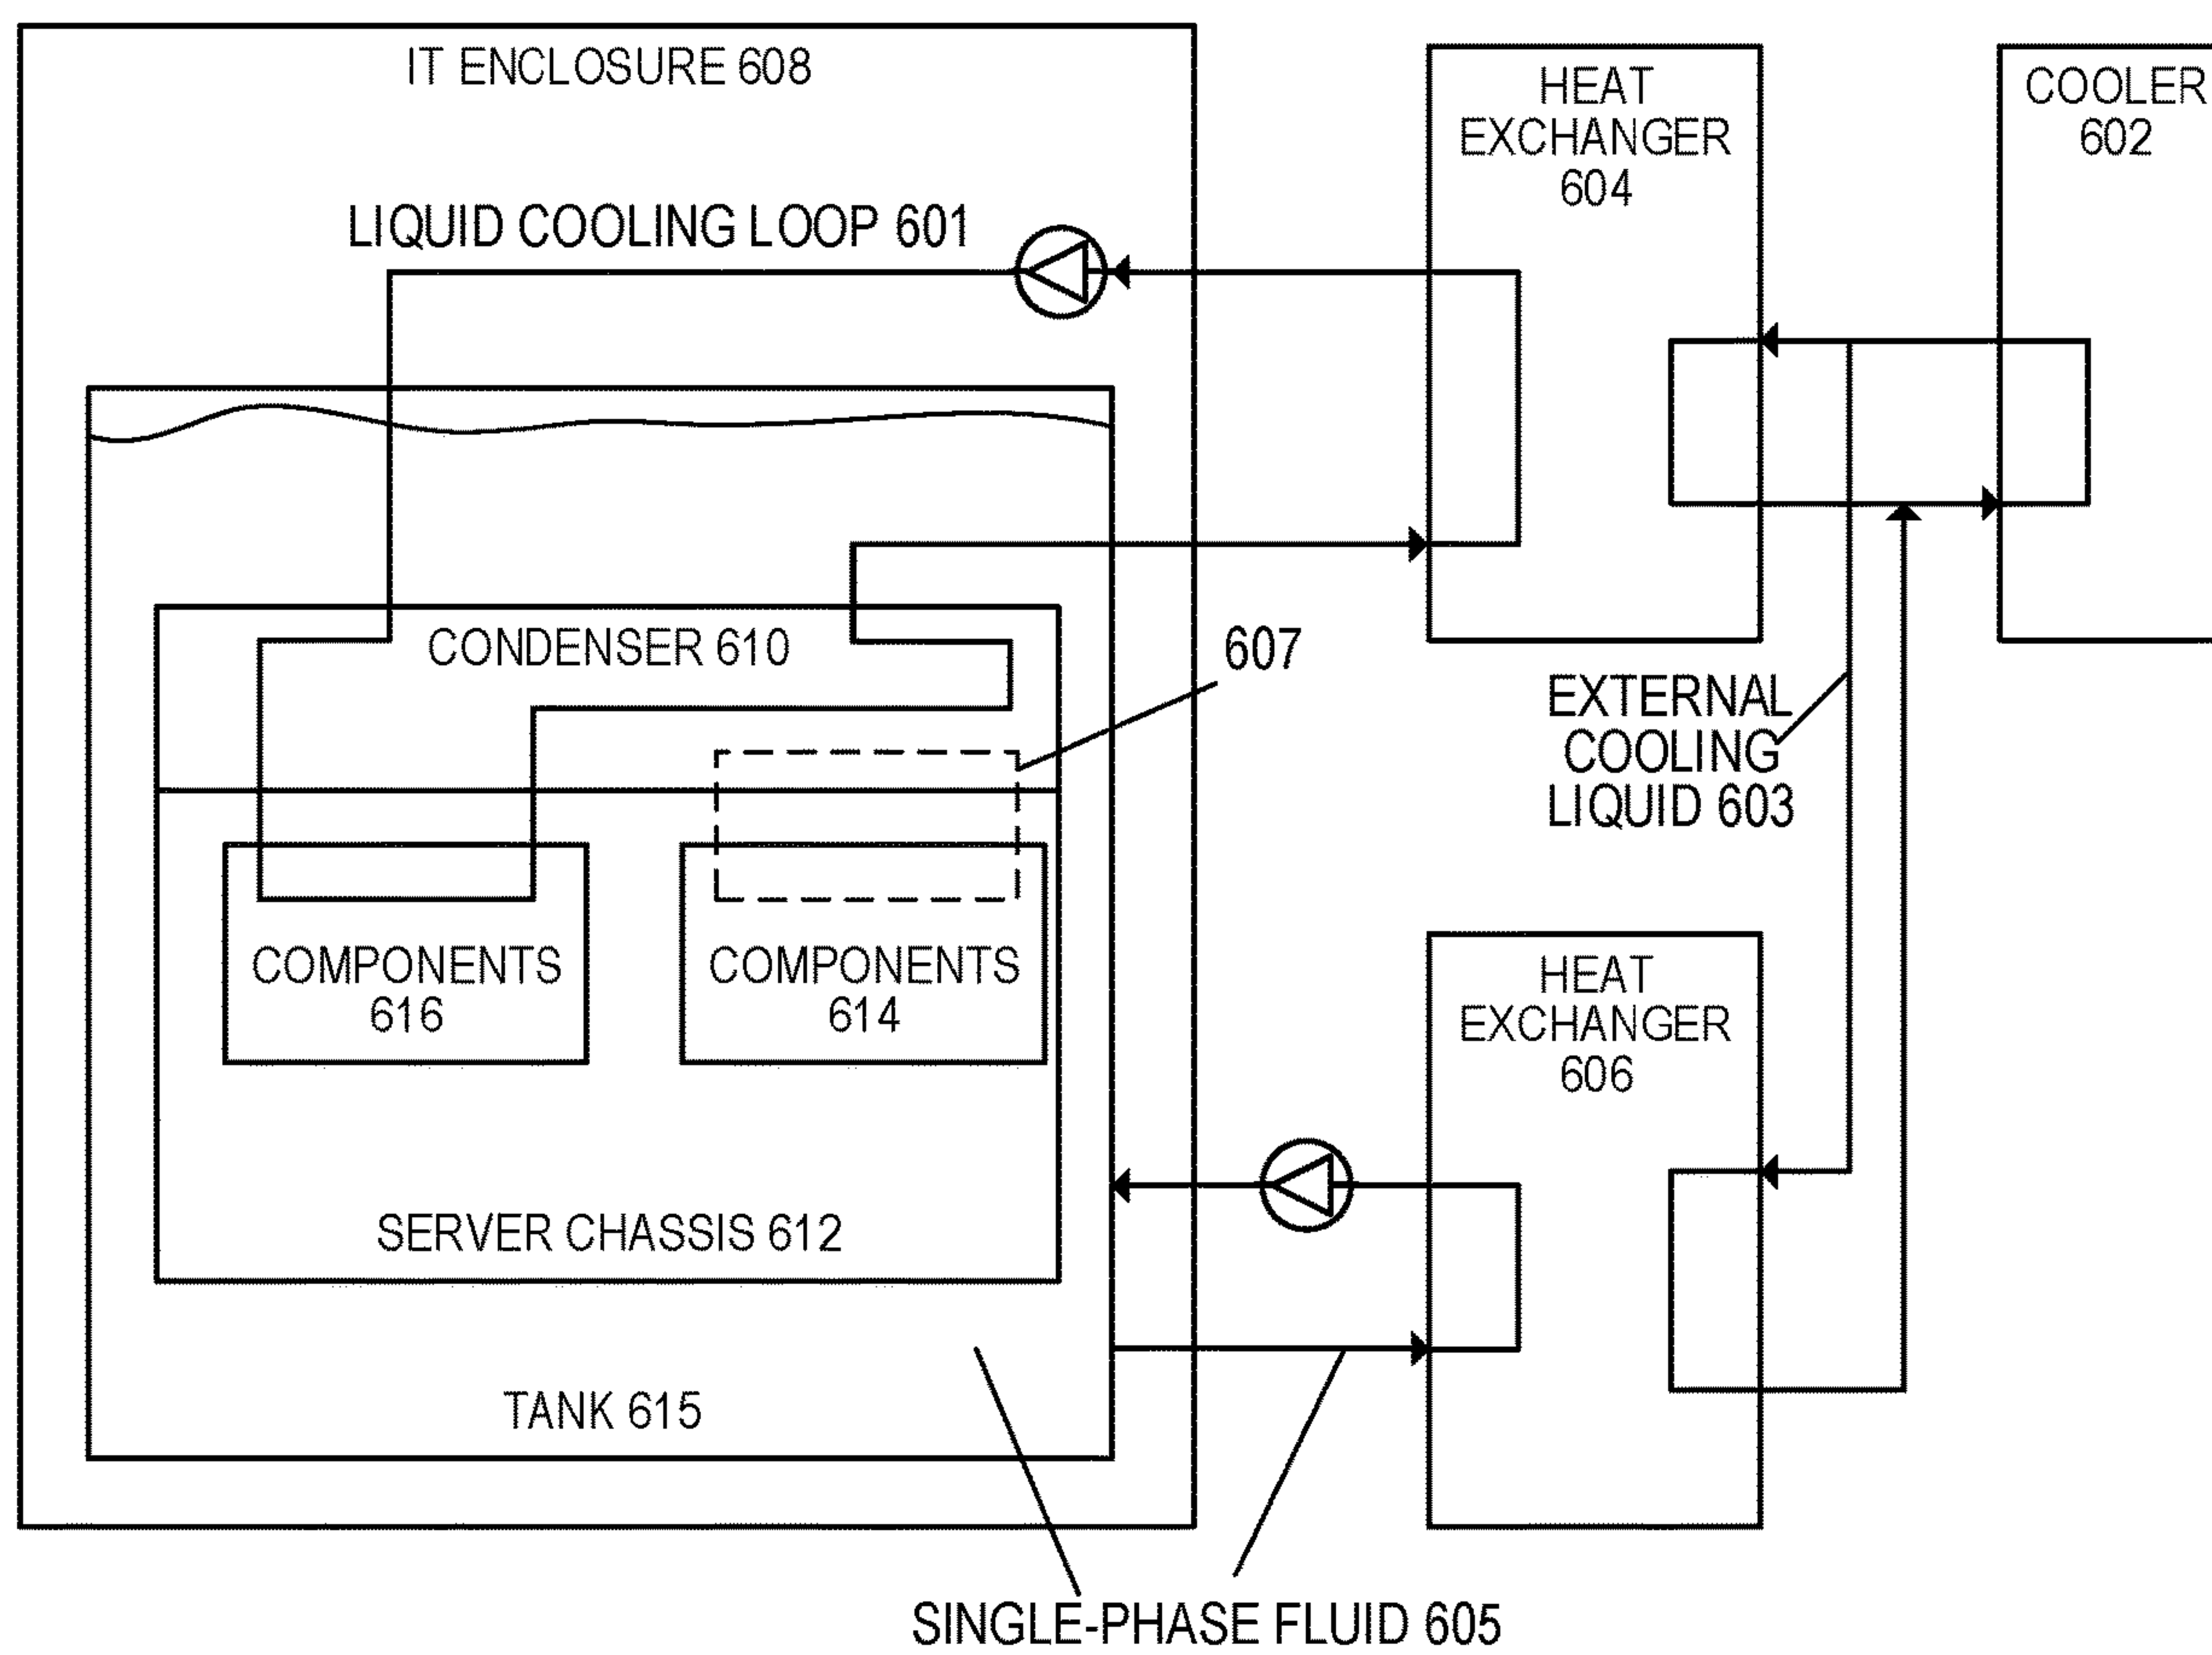 IT ENCLOSURE 608
HEAT
EXCHANGER
604
COOLER
602
LIQUID COOLING LOOP 601
CONDENSER 610
607
EXTERNAL
COOLING
LIQUID 603
COMPONENTS
616
COMPONENTS
614
HEAT
EXCHANGER
606
SERVER CHASSIS 612
TANK 615
SINGLE-PHASE FLUID 605